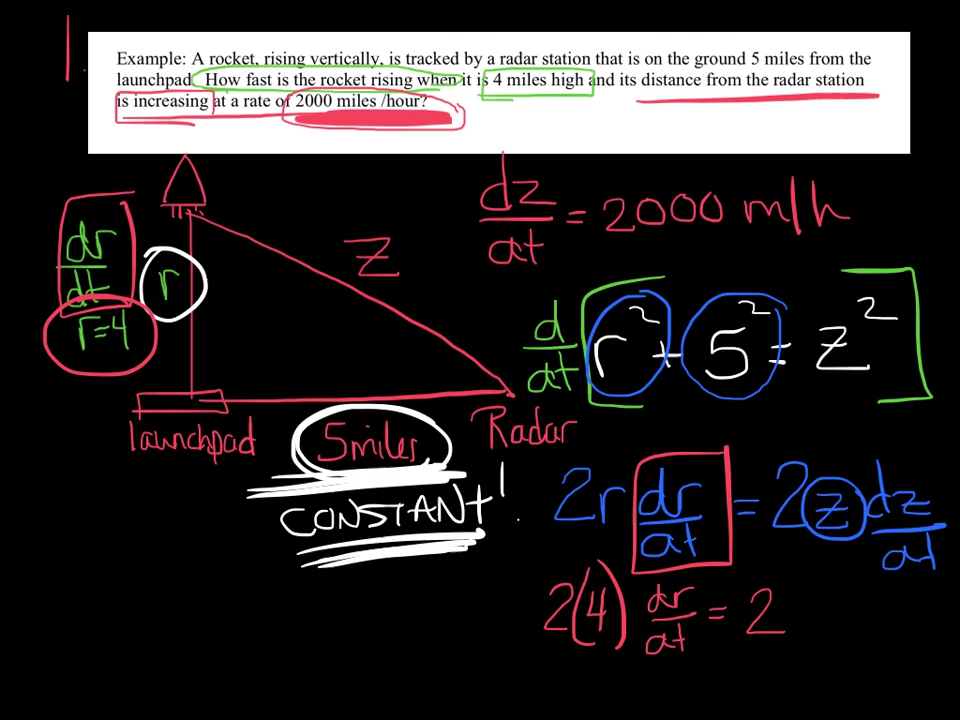 1.
Example: A rocket, rising vertically, is tracked by a radar station that is on the ground 5 miles from the
launchpad. How fast is the rocket rising when it is 4 miles high and its distance from the radar station
is increasing at a rate of 2000 miles /hour?
dz/dt = 2000 m/h
z
dr/dt
r
r=4
d/dt [r² + 5² = z²]
launchpad
5miles
Radar
CONSTANT!
2r dr/dt = 2z dz/dt
2(4) dr/dt = 2